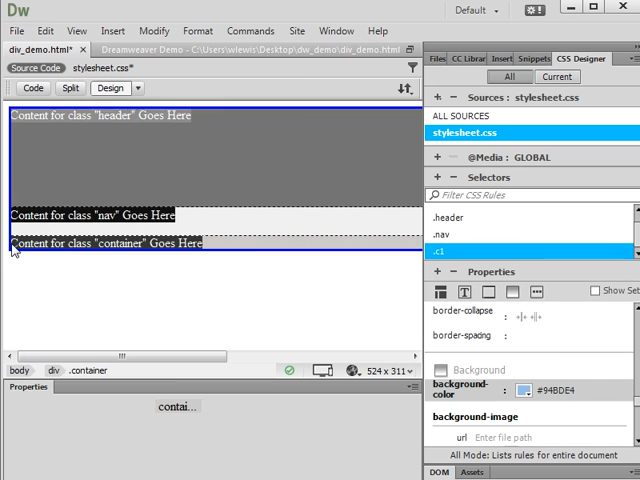 Dw
Default
File Edit View Insert Modify Format Commands Site Window Help
div_demo.html* × Dreamweaver Demo - C:\Users\wlewis\Desktop\dw_demo\div_demo.html
Source Code stylesheet.css*
Code Split Design
Content for class "header" Goes Here
Content for class "nav" Goes Here
Content for class "container" Goes Here
body div .container 524 x 311
Properties
contai...
Files CC Librar Insert Snippets CSS Designer
All Current
+ − Sources : stylesheet.css
ALL SOURCES
stylesheet.css
+ @Media : GLOBAL
+ − Selectors
Filter CSS Rules
.header
.nav
.c1
+ − Properties
Show Set
border-collapse :
border-spacing :
Background
background-color : #94BDE4
background-image
url Enter file path
All Mode: Lists rules for entire document
DOM Assets